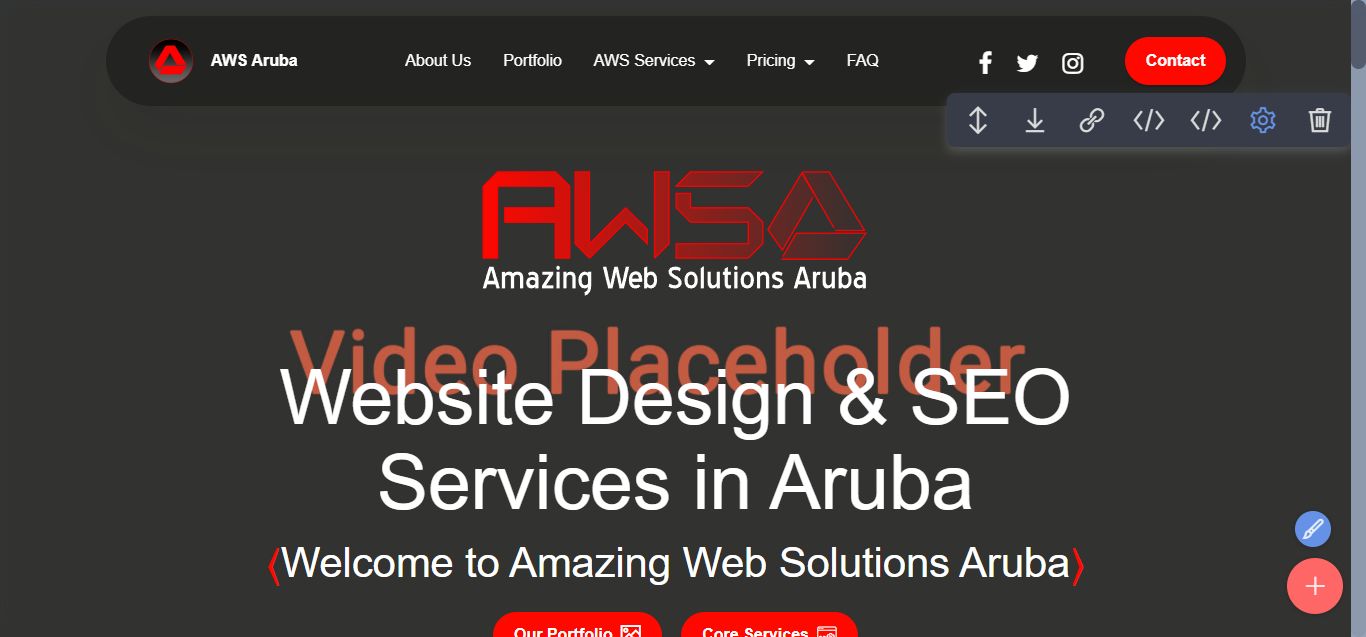 AWS Aruba
About Us Portfolio AWS Services Pricing FAQ
Contact
AWSA
Amazing Web Solutions Aruba
Video Placeholder
Website Design & SEO
Services in Aruba
Welcome to Amazing Web Solutions Aruba
Our Portfolio Core Services